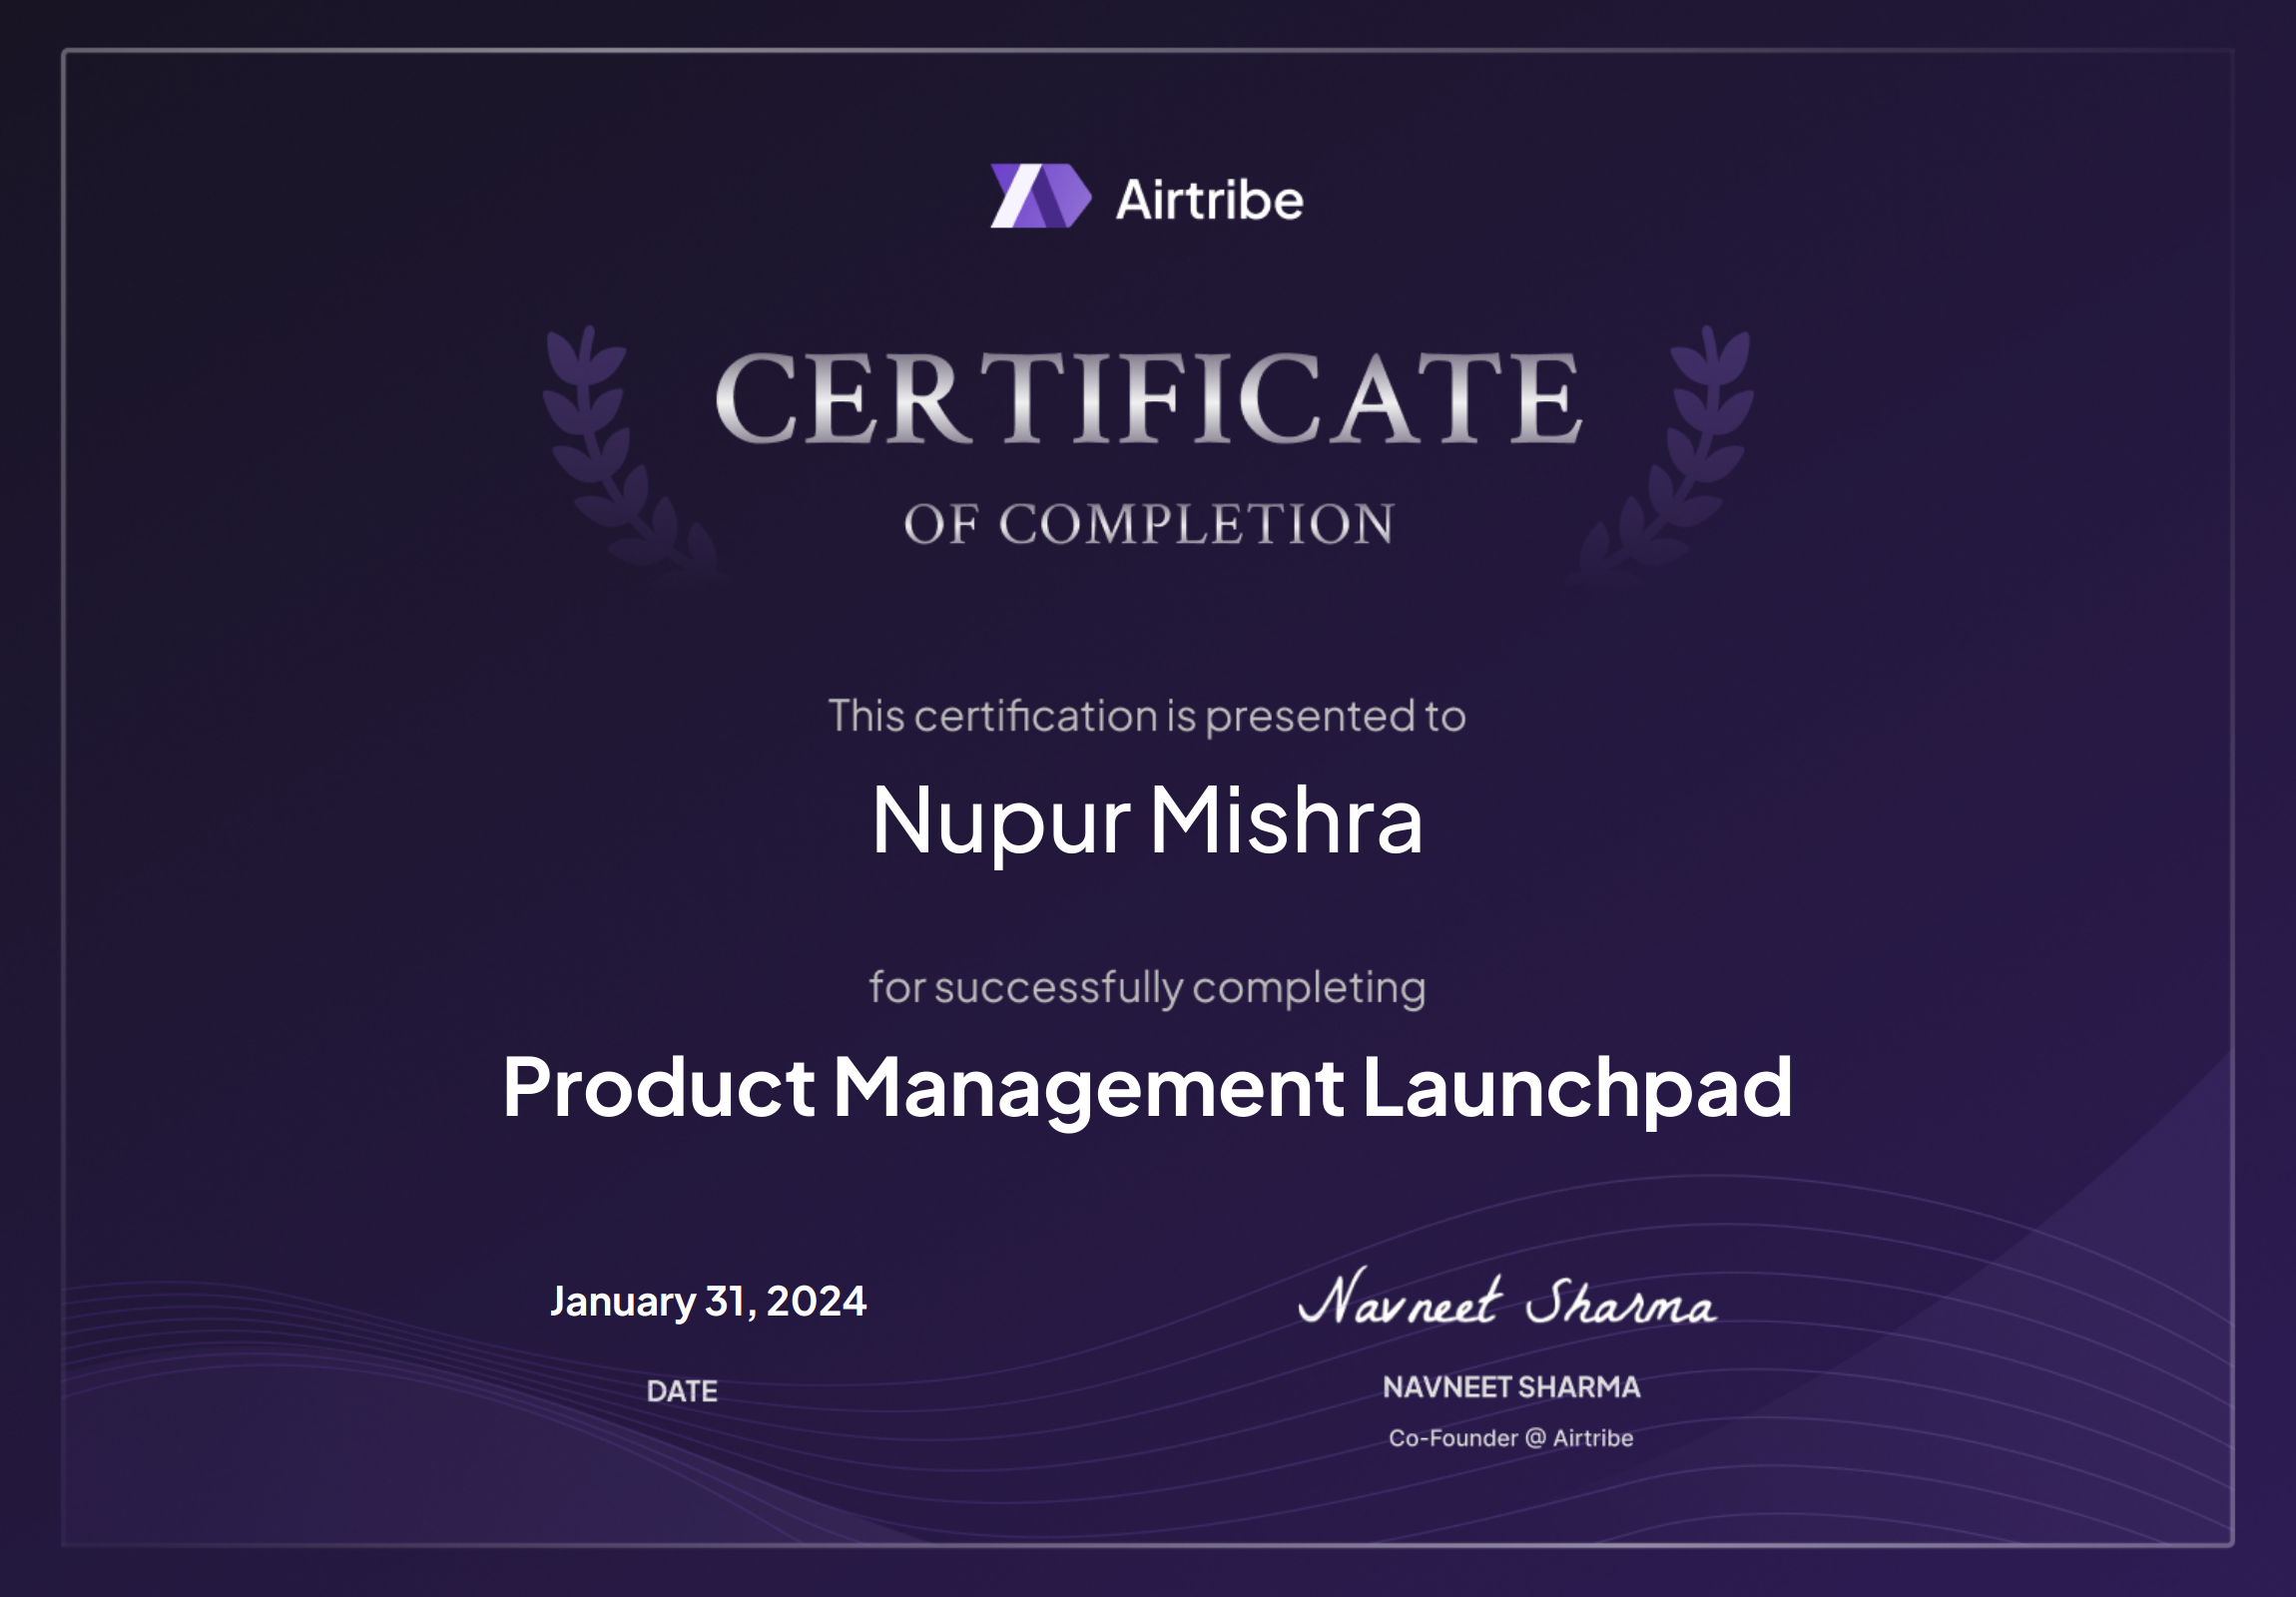 Airtribe
CERTIFICATE
OF COMPLETION
This certification is presented to
Nupur Mishra
for successfully completing
Product Management Launchpad
January 31, 2024
DATE
Navneet Sharma
NAVNEET SHARMA
Co-Founder @ Airtribe